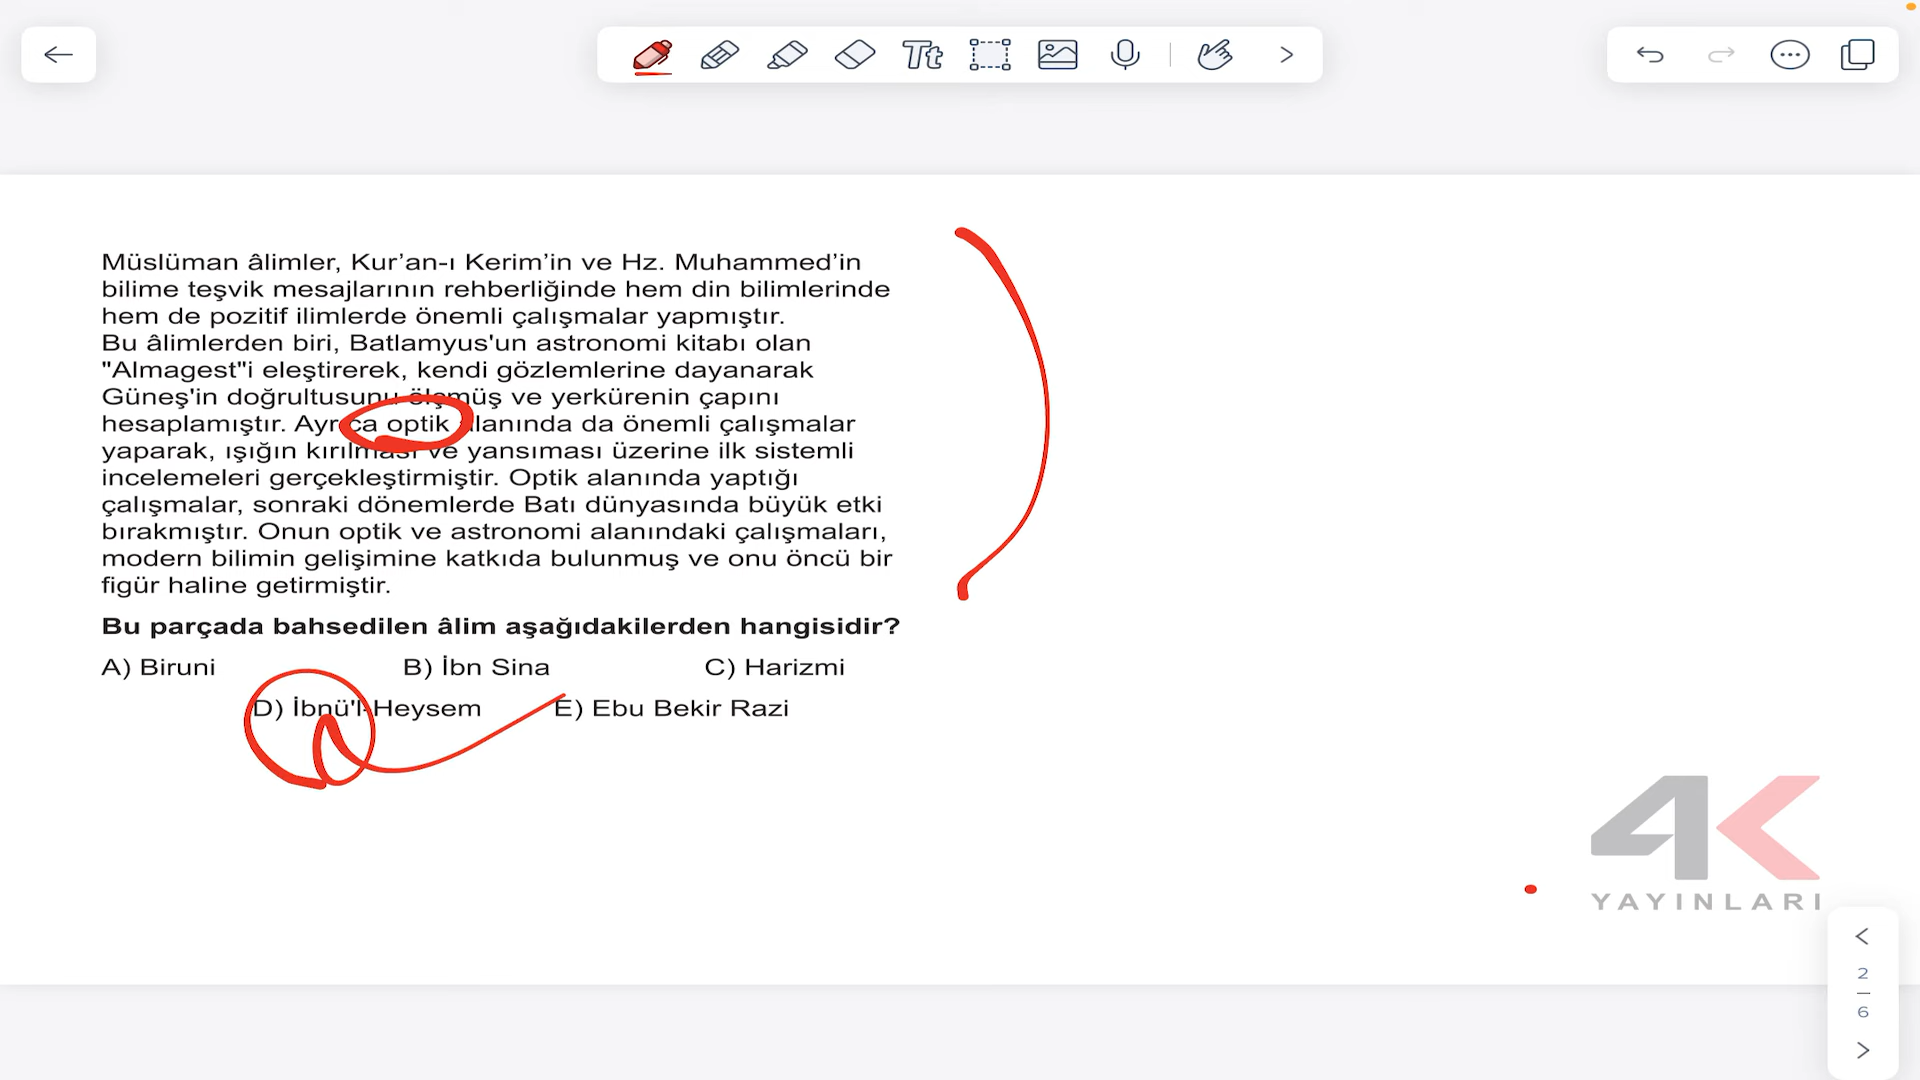 Tt
Müslüman âlimler, Kur’an-ı Kerim’in ve Hz. Muhammed’in
bilime teşvik mesajlarının rehberliğinde hem din bilimlerinde
hem de pozitif ilimlerde önemli çalışmalar yapmıştır.
Bu âlimlerden biri, Batlamyus'un astronomi kitabı olan
"Almagest"i eleştirerek, kendi gözlemlerine dayanarak
Güneş'in doğrultusunu ölçmüş ve yerkürenin çapını
hesaplamıştır. Ayrıca optik alanında da önemli çalışmalar
yaparak, ışığın kırılması ve yansıması üzerine ilk sistemli
incelemeleri gerçekleştirmiştir. Optik alanında yaptığı
çalışmalar, sonraki dönemlerde Batı dünyasında büyük etki
bırakmıştır. Onun optik ve astronomi alanındaki çalışmaları,
modern bilimin gelişimine katkıda bulunmuş ve onu öncü bir
figür haline getirmiştir.
Bu parçada bahsedilen âlim aşağıdakilerden hangisidir?
A) Biruni B) İbn Sina C) Harizmi
D) İbnü'l-Heysem E) Ebu Bekir Razi
4K
YAYINLARI
2
6